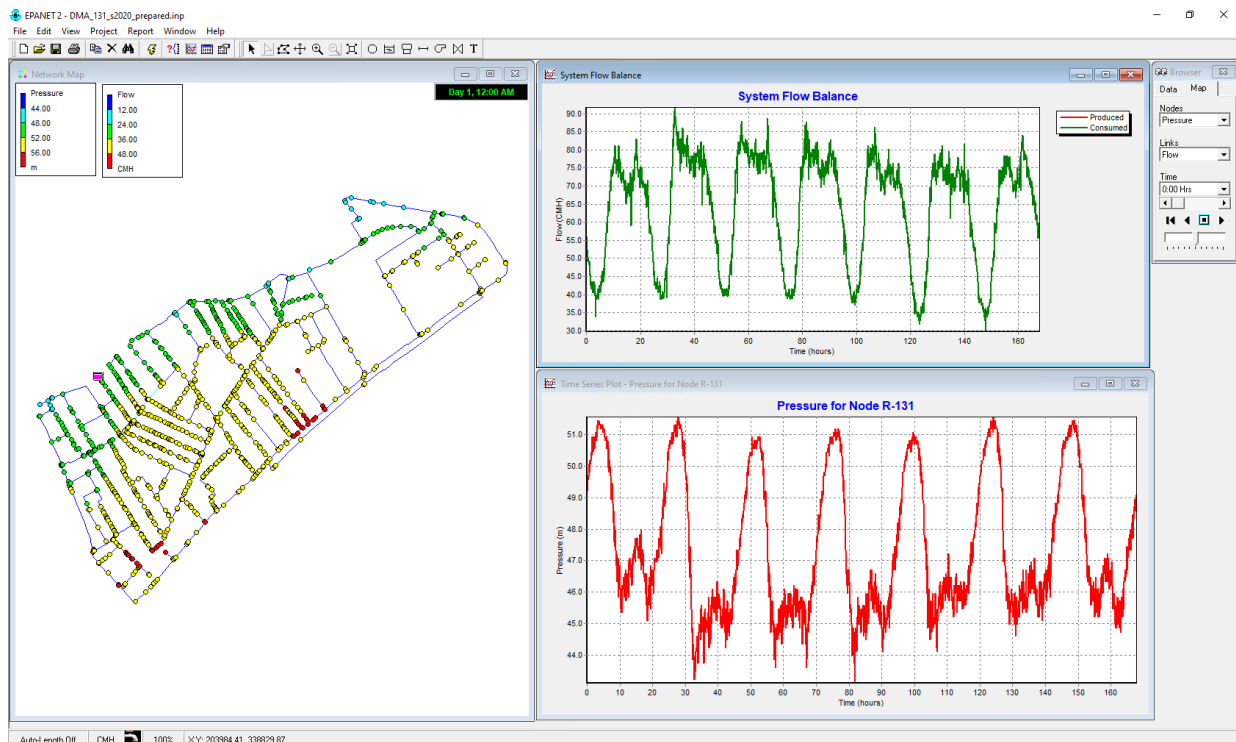 EPANET 2 - DMA_131_s2020_prepared.inp
File Edit View Project Report Window Help
Network Map
Day 1, 12:00 AM
Pressure
44.00
48.00
52.00
56.00
m
Flow
12.00
24.00
36.00
48.00
CMH
System Flow Balance
System Flow Balance
Produced
Consumed
Flow (CMH)
90.0
85.0
80.0
75.0
70.0
65.0
60.0
55.0
50.0
45.0
40.0
35.0
30.0
0 20 40 60 80 100 120 140 160
Time (hours)
Time Series Plot - Pressure for Node R-131
Pressure for Node R-131
Pressure (m)
51.0
50.0
49.0
48.0
47.0
46.0
45.0
44.0
0 10 20 30 40 50 60 70 80 90 100 110 120 130 140 150 160
Time (hours)
Browser
Data Map
Nodes
Pressure
Links
Flow
Time
0:00 Hrs
Auto-Length Off CMH 100% X,Y: 203984.41, 338829.87